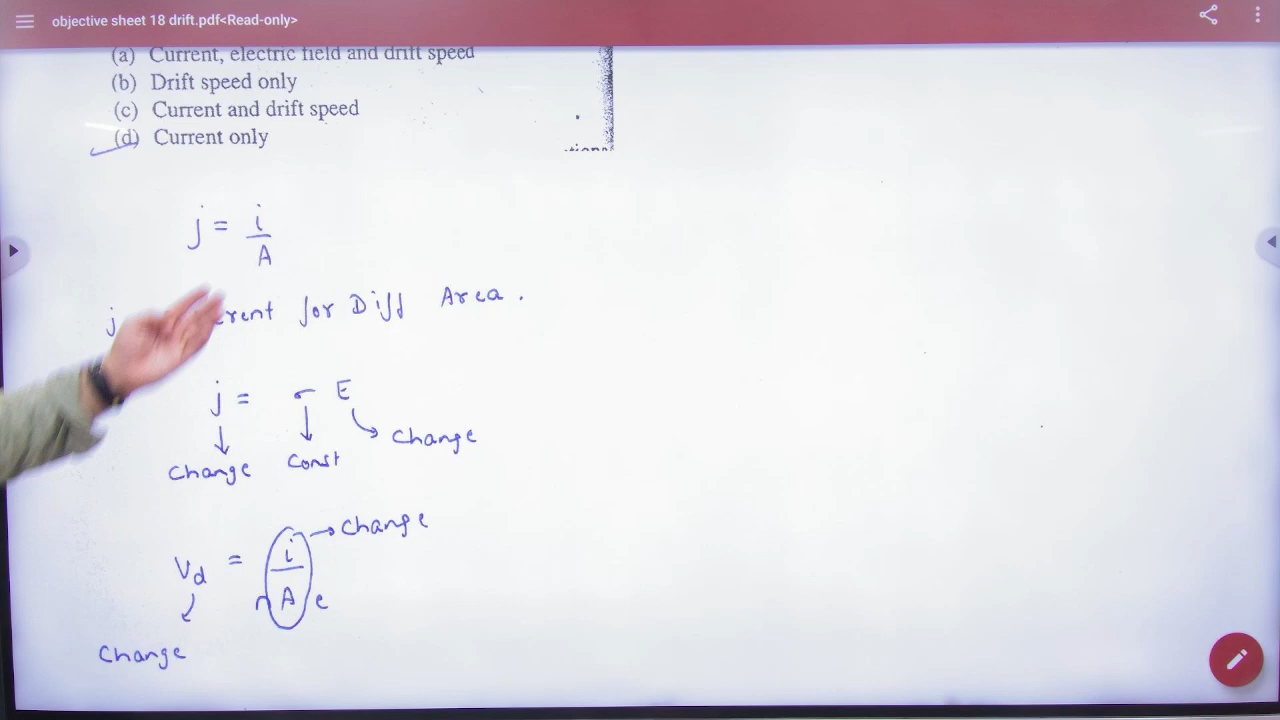 objective sheet 18 drift.pdf<Read-only>
(a) Current, electric field and drift speed
(b) Drift speed only
(c) Current and drift speed
(d) Current only
j = i/A
j for Diff Area.
j = σ E
Change Const Change
Vd = i/nAe → Change
Change